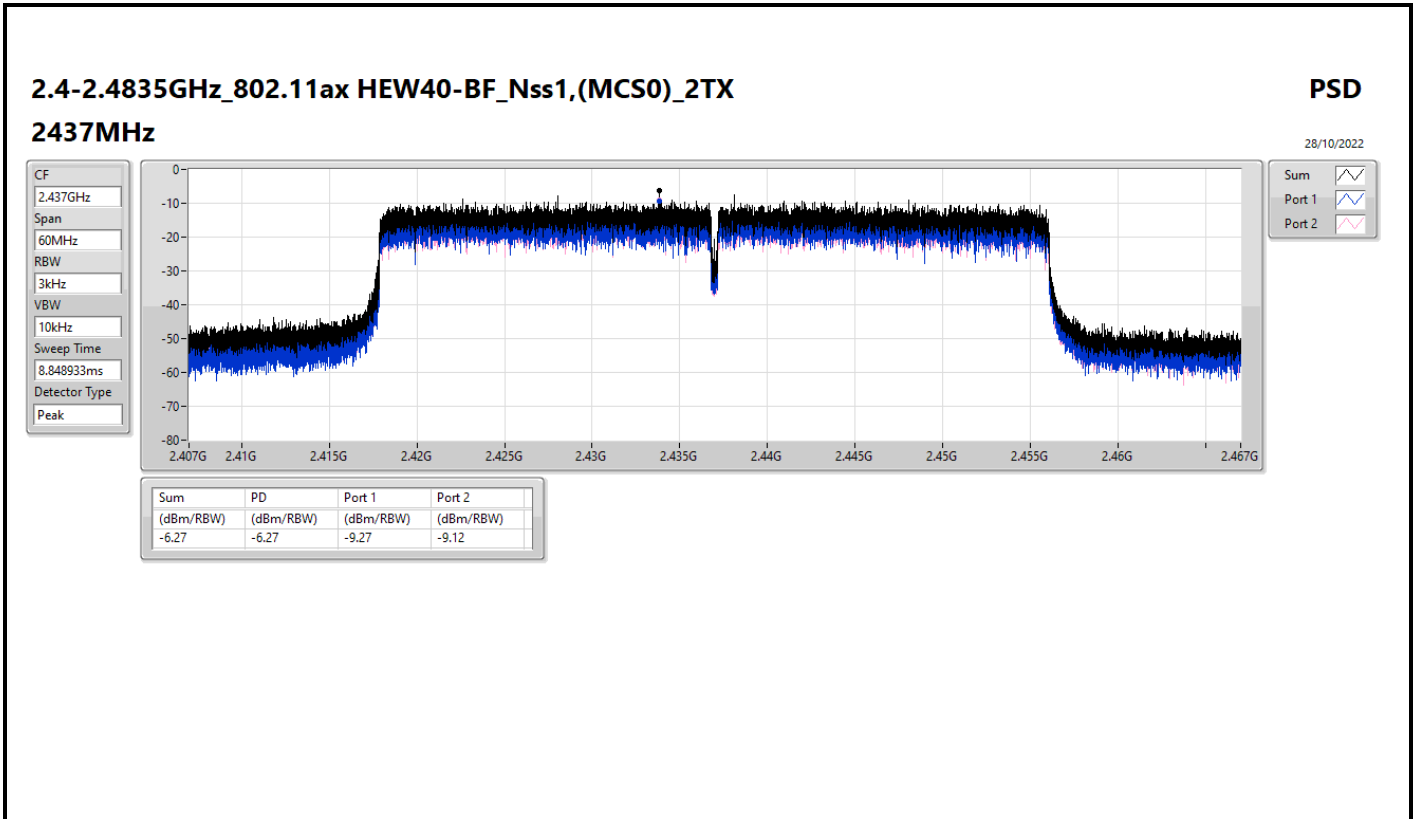 2.4-2.4835GHz_802.11ax HEW40-BF_Nss1,(MCS0)_2TX
PSD
2437MHz
28/10/2022
CF
2.437GHz
Span
60MHz
RBW
3kHz
VBW
10kHz
Sweep Time
8.848933ms
Detector Type
Peak
0-
-10-
-20-
-30-
-40-
-50-
-60-
-70-
-80-
2.407G 2.41G 2.415G 2.42G 2.425G 2.43G 2.435G 2.44G 2.445G 2.45G 2.455G 2.46G 2.467G
Sum
Port 1
Port 2
Sum PD Port 1 Port 2
(dBm/RBW) (dBm/RBW) (dBm/RBW) (dBm/RBW)
-6.27 -6.27 -9.27 -9.12